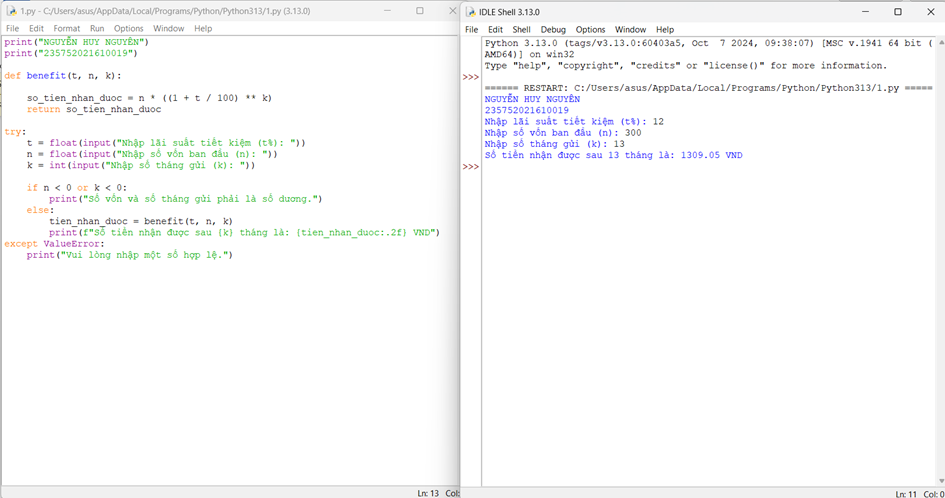 1.py - C:/Users/asus/AppData/Local/Programs/Python/Python313/1.py (3.13.0)
File Edit Format Run Options Window Help
print("NGUYỄN HUY NGUYÊN")
print("235752021610019")
def benefit(t, n, k):
so_tien_nhan_duoc = n * ((1 + t / 100) ** k)
return so_tien_nhan_duoc
try:
t = float(input("Nhập lãi suất tiết kiệm (t%): "))
n = float(input("Nhập số vốn ban đầu (n): "))
k = int(input("Nhập số tháng gửi (k): "))
if n < 0 or k < 0:
print("Số vốn và số tháng gửi phải là số dương.")
else:
tien_nhan_duoc = benefit(t, n, k)
print(f"Số tiền nhận được sau {k} tháng là: {tien_nhan_duoc:.2f} VND")
except ValueError:
print("Vui lòng nhập một số hợp lệ.")
Ln: 13 Col:
IDLE Shell 3.13.0
File Edit Shell Debug Options Window Help
Python 3.13.0 (tags/v3.13.0:60403a5, Oct 7 2024, 09:38:07) [MSC v.1941 64 bit (
AMD64)] on win32
Type "help", "copyright", "credits" or "license()" for more information.
>>>
====== RESTART: C:/Users/asus/AppData/Local/Programs/Python/Python313/1.py =====
NGUYỄN HUY NGUYÊN
235752021610019
Nhập lãi suất tiết kiệm (t%): 12
Nhập số vốn ban đầu (n): 300
Nhập số tháng gửi (k): 13
Số tiền nhận được sau 13 tháng là: 1309.05 VND
>>>
Ln: 11 Col: 0